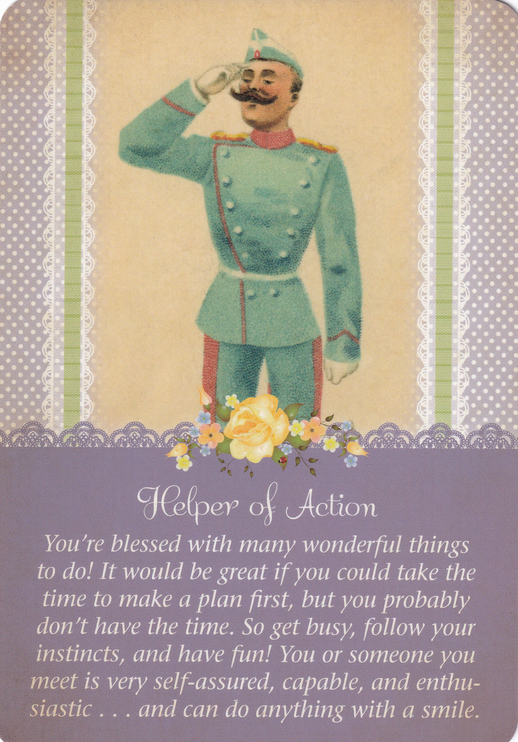 Helper of Action
You're blessed with many wonderful things
to do! It would be great if you could take the
time to make a plan first, but you probably
don't have the time. So get busy, follow your
instincts, and have fun! You or someone you
meet is very self-assured, capable, and enthu-
siastic . . . and can do anything with a smile.